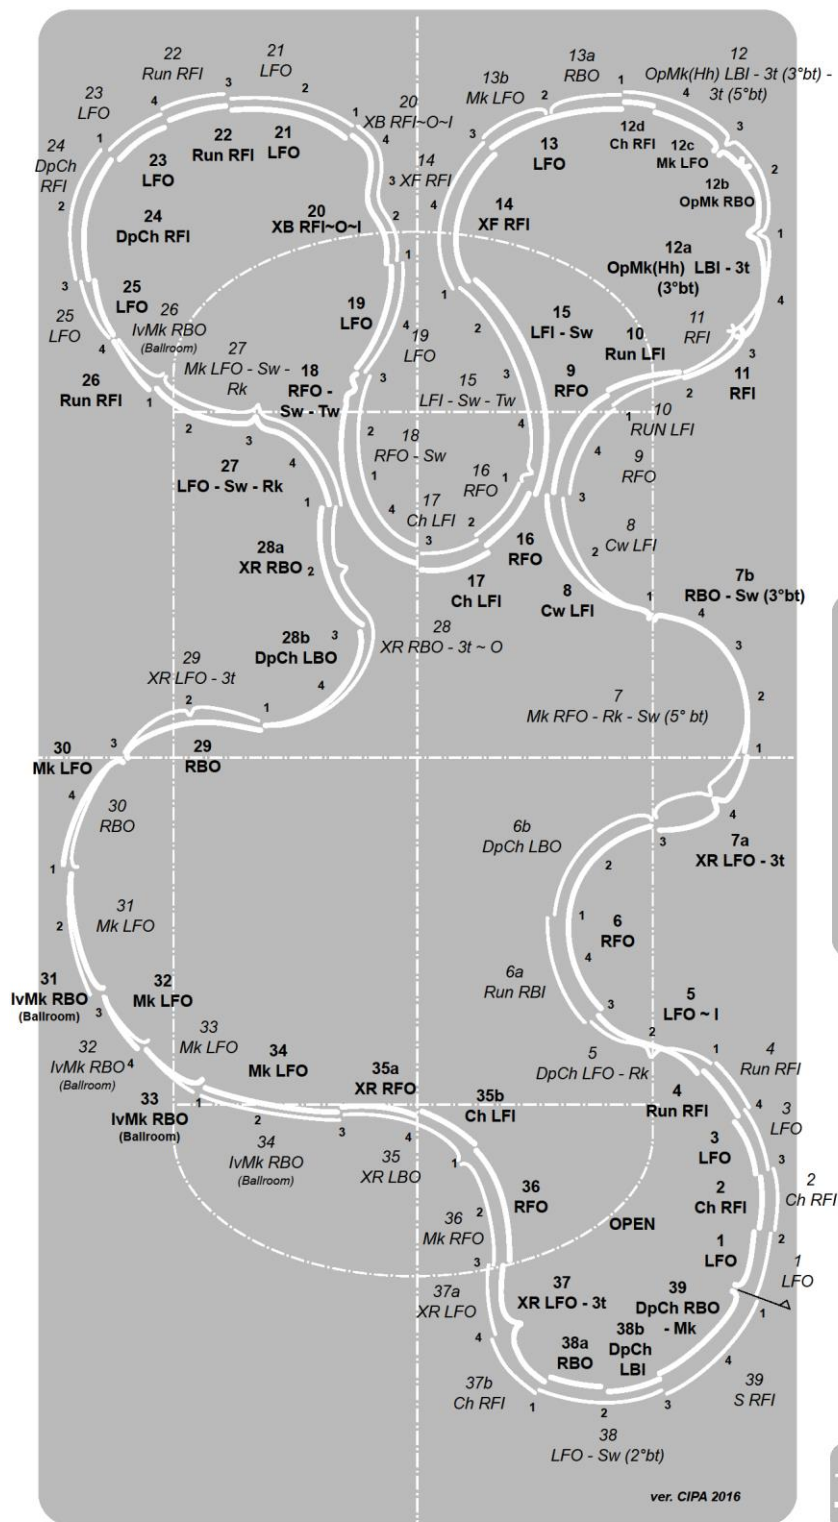 22
Run RFI
21
LFO
23
LFO
24
DpCh
RFI
22
Run RFI
21
LFO
23
LFO
24
DpCh RFI
20
XB RFI~O~I
14
XF RFI
20
XB RFI~O~I
13a
RBO
13b
Mk LFO
12
OpMk(Hh) LBI - 3t (3°bt) -
3t (5°bt)
13
LFO
12d
Ch RFI
12c
Mk LFO
12b
OpMk RBO
14
XF RFI
12a
OpMk(Hh) LBI - 3t
(3°bt)
25
LFO
25
LFO
26
IvMk RBO
(Ballroom)
26
Run RFI
27
Mk LFO - Sw -
Rk
19
LFO
19
LFO
18
RFO -
Sw - Tw
15
LFI - Sw
15
LFI - Sw - Tw
10
Run LFI
11
RFI
11
RFI
9
RFO
10
RUN LFI
9
RFO
27
LFO - Sw - Rk
18
RFO - Sw
16
RFO
17
Ch LFI
16
RFO
17
Ch LFI
8
Cw LFI
8
Cw LFI
28a
XR RBO
28b
DpCh LBO
28
XR RBO - 3t ~ O
7b
RBO - Sw (3°bt)
29
XR LFO - 3t
7
Mk RFO - Rk - Sw (5° bt)
30
Mk LFO
29
RBO
30
RBO
6b
DpCh LBO
7a
XR LFO - 3t
31
Mk LFO
6
RFO
6a
Run RBI
31
IvMk RBO
(Ballroom)
32
Mk LFO
5
LFO ~ I
32
IvMk RBO
(Ballroom)
33
Mk LFO
34
Mk LFO
5
DpCh LFO - Rk
4
Run RFI
4
Run RFI
33
IvMk RBO
(Ballroom)
35a
XR RFO
35b
Ch LFI
3
LFO
3
LFO
34
IvMk RBO
(Ballroom)
35
XR LBO
2
Ch RFI
2
Ch RFI
36
RFO
36
Mk RFO
OPEN
1
LFO
1
LFO
37a
XR LFO
37
XR LFO - 3t
39
DpCh RBO
- Mk
38a
RBO
38b
DpCh
LBI
37b
Ch RFI
39
S RFI
38
LFO - Sw (2°bt)
ver. CIPA 2016